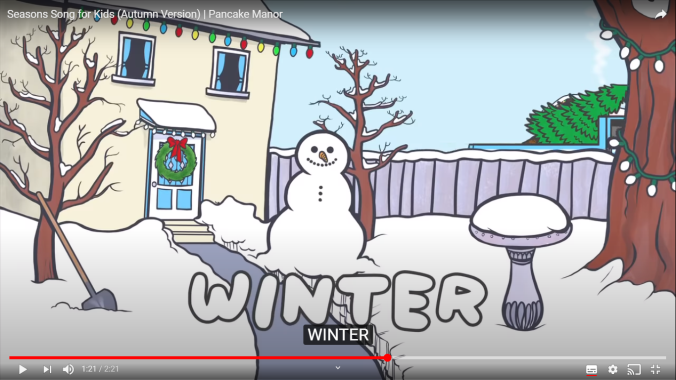 Seasons Song for Kids (Autumn Version) | Pancake Manor
WINTER
WINTER
1:21 / 2:21